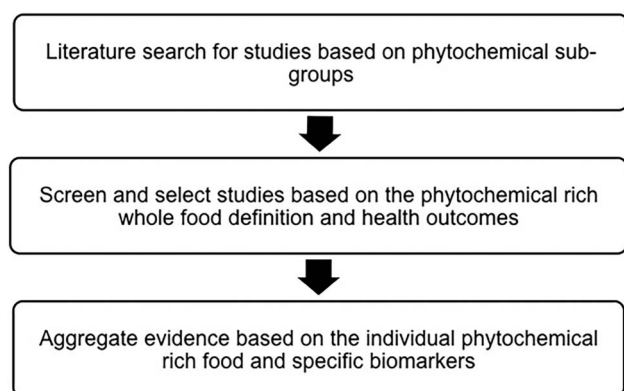 Literature search for studies based on phytochemical sub-
groups
Screen and select studies based on the phytochemical rich
whole food definition and health outcomes
Aggregate evidence based on the individual phytochemical
rich food and specific biomarkers